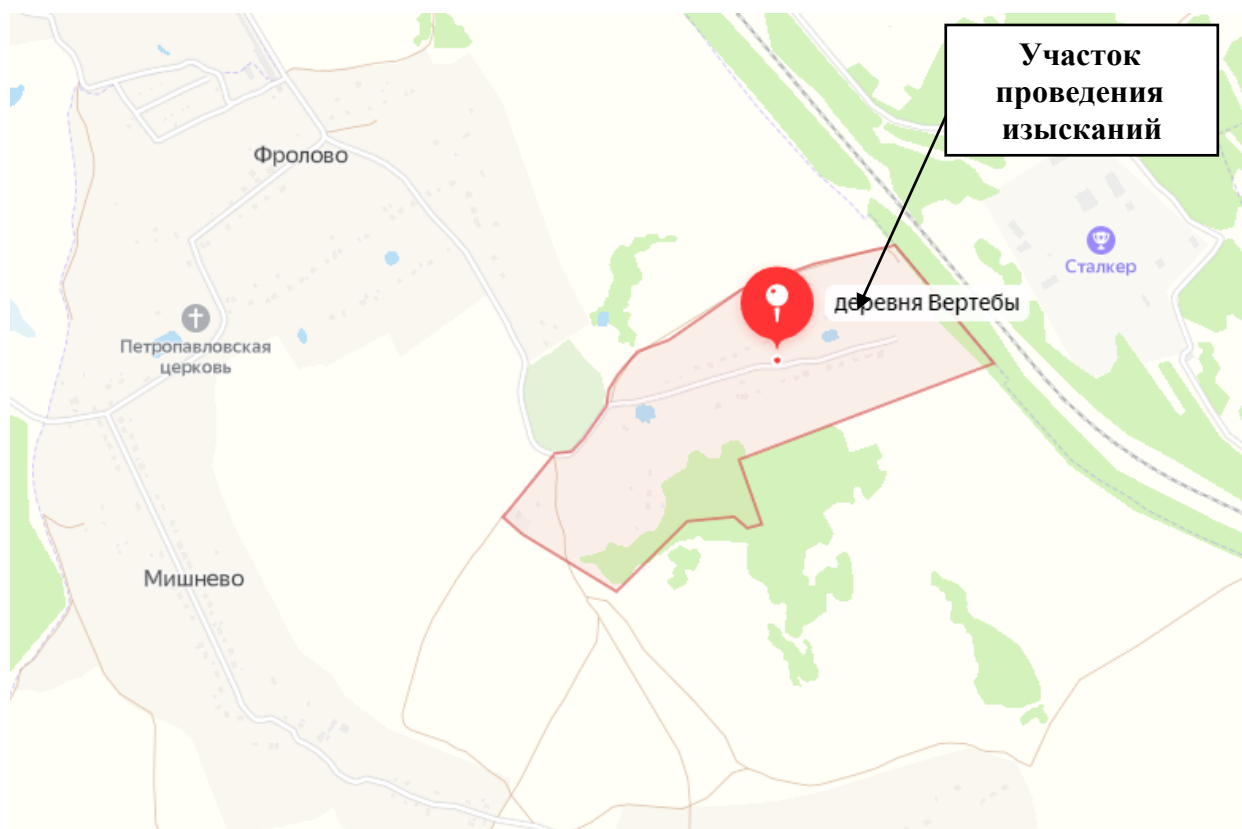 Участок
проведения
изысканий
Фролово
Сталкер
деревня Вертебы
Петропавловская
церковь
Мишнево